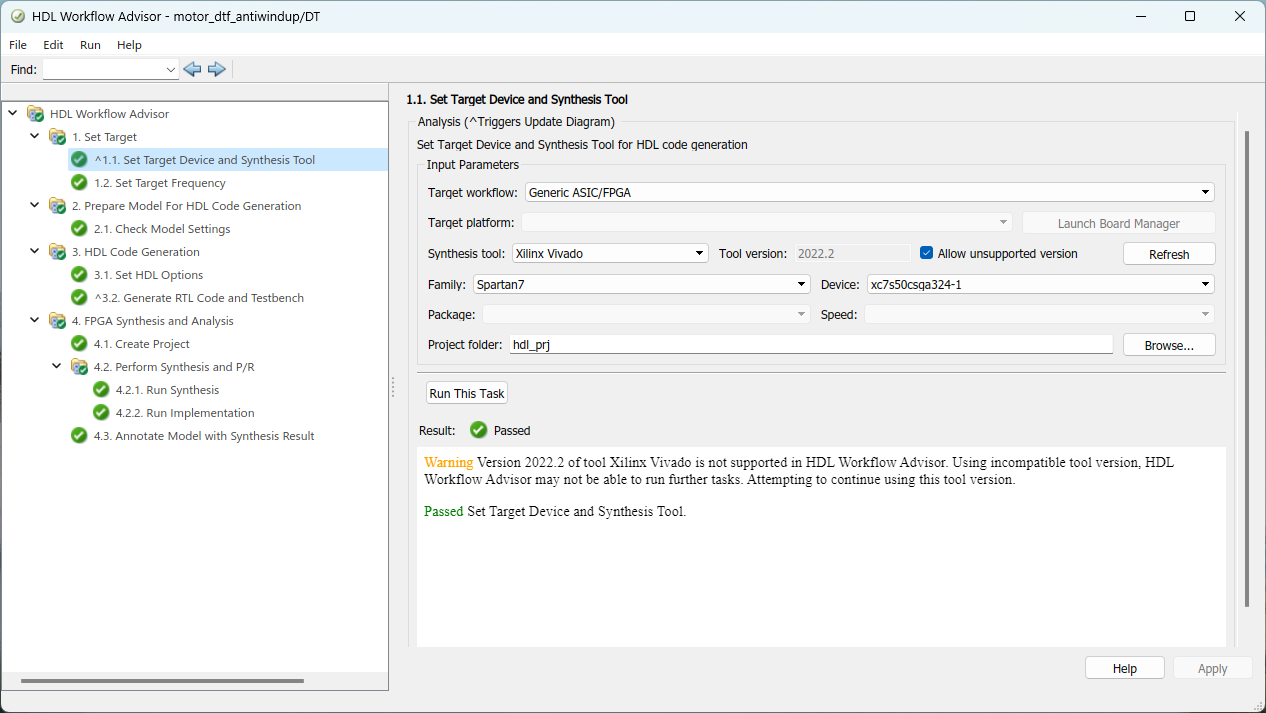 HDL Workflow Advisor - motor_dtf_antiwindup/DT
File Edit Run Help
Find:
HDL Workflow Advisor
1. Set Target
^1.1. Set Target Device and Synthesis Tool
1.2. Set Target Frequency
2. Prepare Model For HDL Code Generation
2.1. Check Model Settings
3. HDL Code Generation
3.1. Set HDL Options
^3.2. Generate RTL Code and Testbench
4. FPGA Synthesis and Analysis
4.1. Create Project
4.2. Perform Synthesis and P/R
4.2.1. Run Synthesis
4.2.2. Run Implementation
4.3. Annotate Model with Synthesis Result
1.1. Set Target Device and Synthesis Tool
Analysis (^Triggers Update Diagram)
Set Target Device and Synthesis Tool for HDL code generation
Input Parameters
Target workflow: Generic ASIC/FPGA
Target platform: Launch Board Manager
Synthesis tool: Xilinx Vivado Tool version: 2022.2 Allow unsupported version Refresh
Family: Spartan7 Device: xc7s50csga324-1
Package: Speed:
Project folder: hdl_prj Browse...
Run This Task
Result: Passed
Warning Version 2022.2 of tool Xilinx Vivado is not supported in HDL Workflow Advisor. Using incompatible tool version, HDL
Workflow Advisor may not be able to run further tasks. Attempting to continue using this tool version.
Passed Set Target Device and Synthesis Tool.
Help Apply